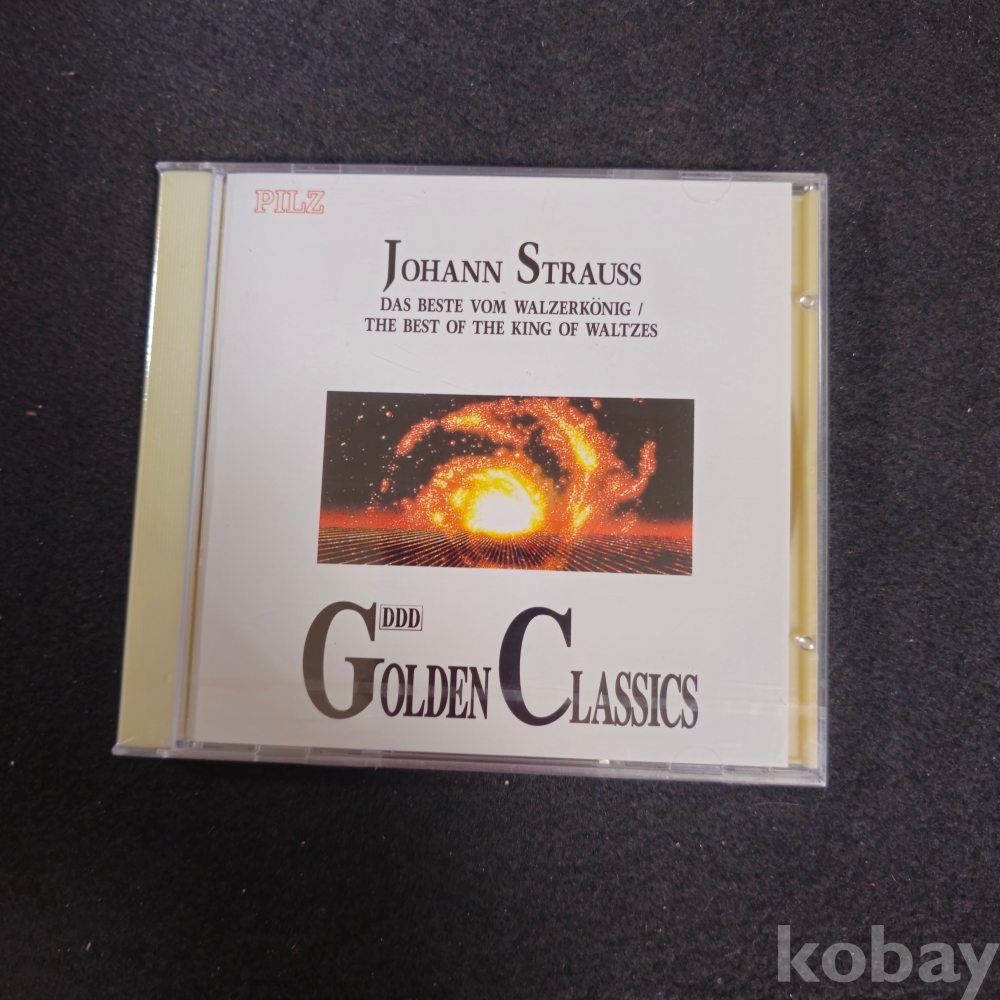 PILZ
JOHANN STRAUSS
DAS BESTE VOM WALZERKÖNIG /
THE BEST OF THE KING OF WALTZES
DDD
GOLDEN CLASSICS
kobay